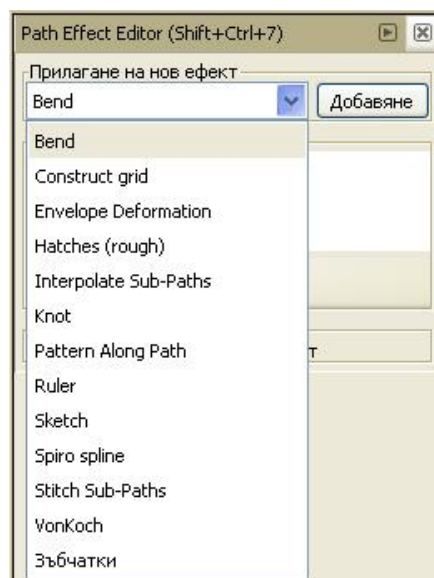 Path Effect Editor (Shift+Ctrl+7)
Прилагане на нов ефект
Bend
Добавяне
Bend
Construct grid
Envelope Deformation
Hatches (rough)
Interpolate Sub-Paths
Knot
Pattern Along Path
т
Ruler
Sketch
Spiro spline
Stitch Sub-Paths
VonKoch
Зъбчатки